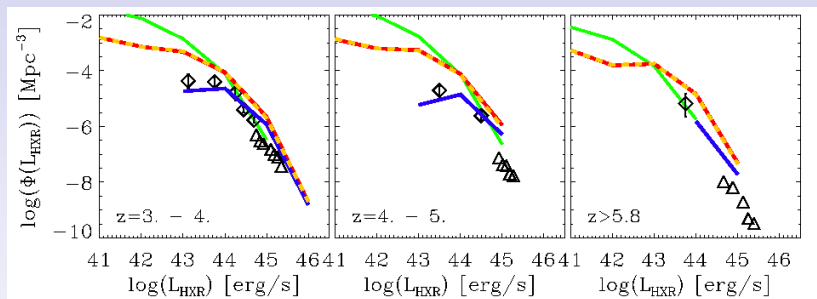 log(Φ(L_HXR)) [Mpc⁻³]
−2
−4
−6
−8
−10
z=3. − 4.
z=4. − 5.
z>5.8
41 42 43 44 45 46
41 42 43 44 45 46
41 42 43 44 45 46
log(L_HXR) [erg/s]
log(L_HXR) [erg/s]
log(L_HXR) [erg/s]